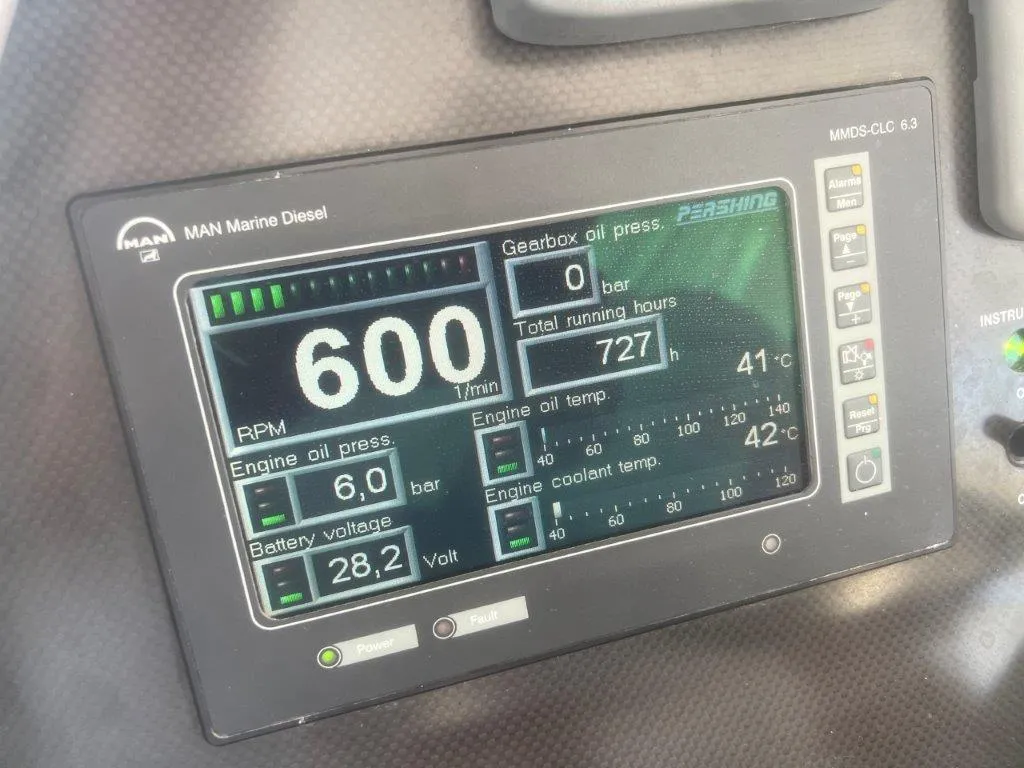 MMDS-CLC 6.3
MAN MAN Marine Diesel
PERSHING
Alarms
Men
Page
Page
+
Reset
Prg
600
1/min
RPM
Gearbox oil press.
0 bar
Total running hours
727 h
Engine oil press.
6,0 bar
Battery voltage
28,2 Volt
Engine oil temp.
41 °C
40 60 80 100 120 140
Engine coolant temp.
42 °C
40 60 80 100 120
Power
Fault
INSTRU